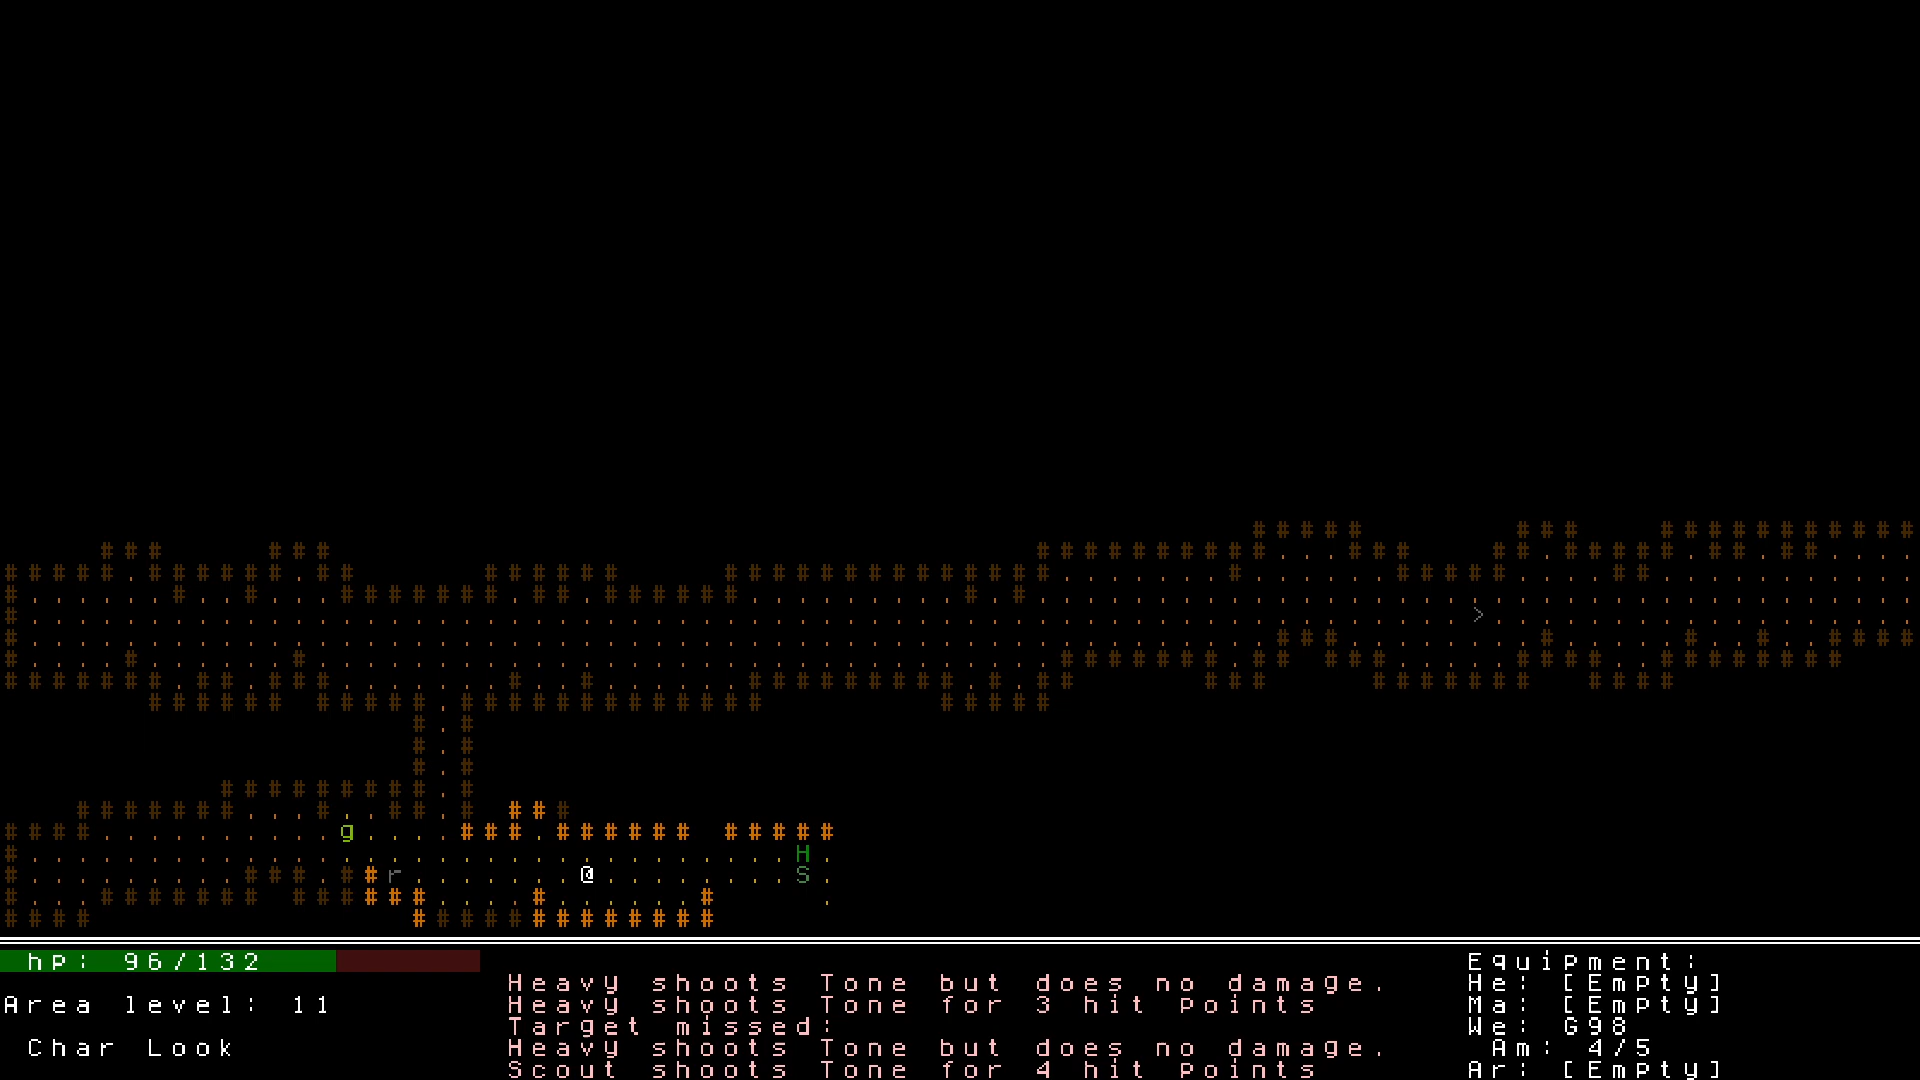 hp: 96/132
Area level: 11
Char Look
Heavy shoots Tone but does no damage.
Heavy shoots Tone for 3 hit points
Target missed:
Heavy shoots Tone but does no damage.
Scout shoots Tone for 4 hit points
Equipment:
He: [Empty]
Ma: [Empty]
We: G98
Am: 4/5
Ar: [Empty]